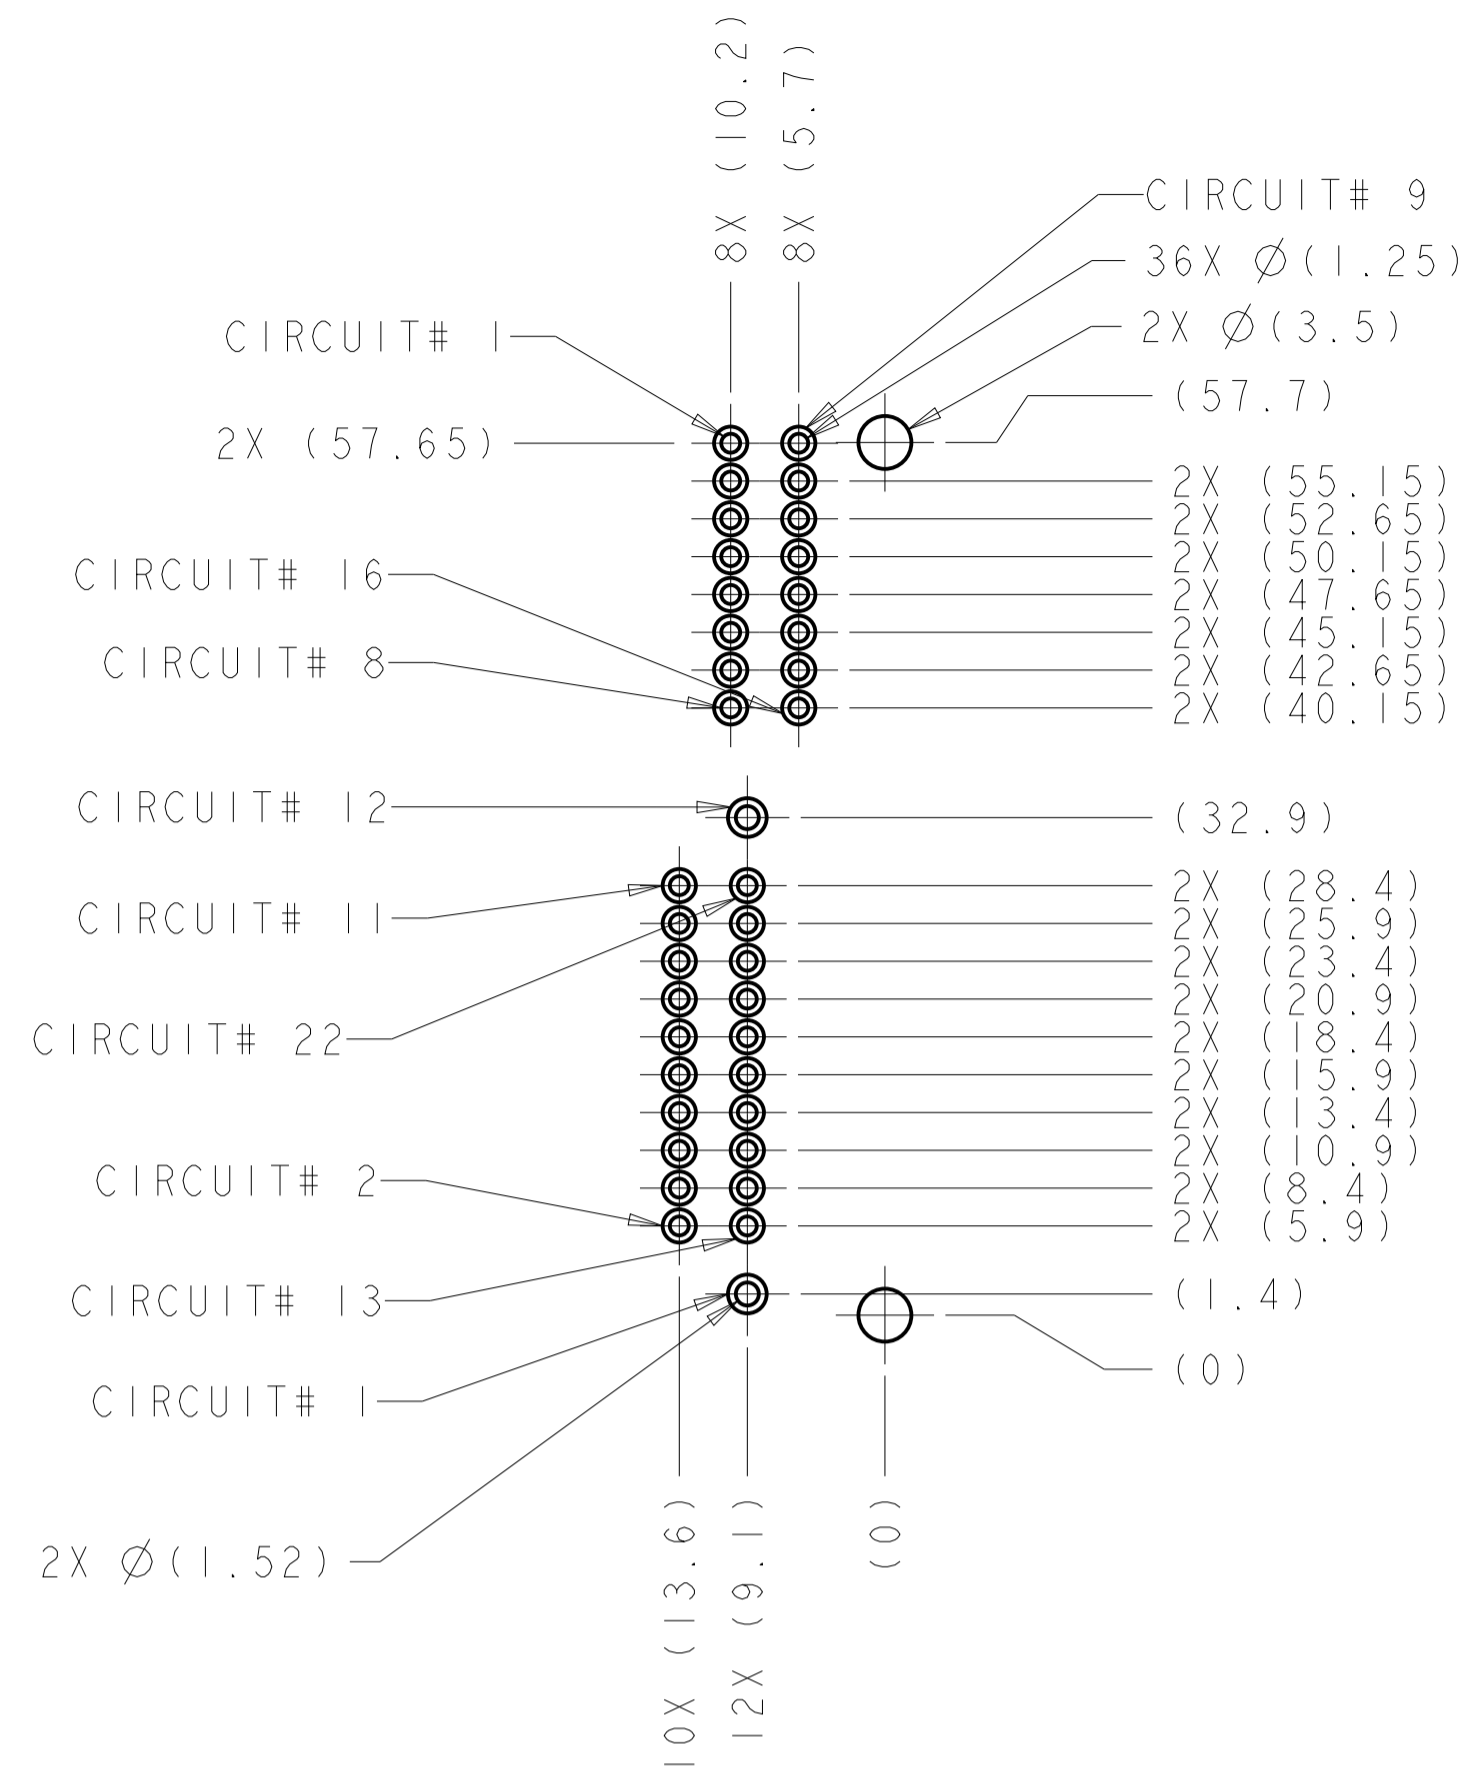 8X (10.2)
8X (5.7)
CIRCUIT# 9
36X Ø(1.25)
2X Ø(3.5)
CIRCUIT# 1
(57.7)
2X (57.65)
2X (55.15)
2X (52.65)
2X (50.15)
CIRCUIT# 16
2X (47.65)
2X (45.15)
CIRCUIT# 8
2X (42.65)
2X (40.15)
CIRCUIT# 12
(32.9)
2X (28.4)
CIRCUIT# 11
2X (25.9)
2X (23.4)
2X (20.9)
CIRCUIT# 22
2X (18.4)
2X (15.9)
2X (13.4)
2X (10.9)
CIRCUIT# 2
2X (8.4)
2X (5.9)
CIRCUIT# 13
(1.4)
(0)
CIRCUIT# 1
2X Ø(1.52)
10X (13.6)
12X (9.1)
(0)